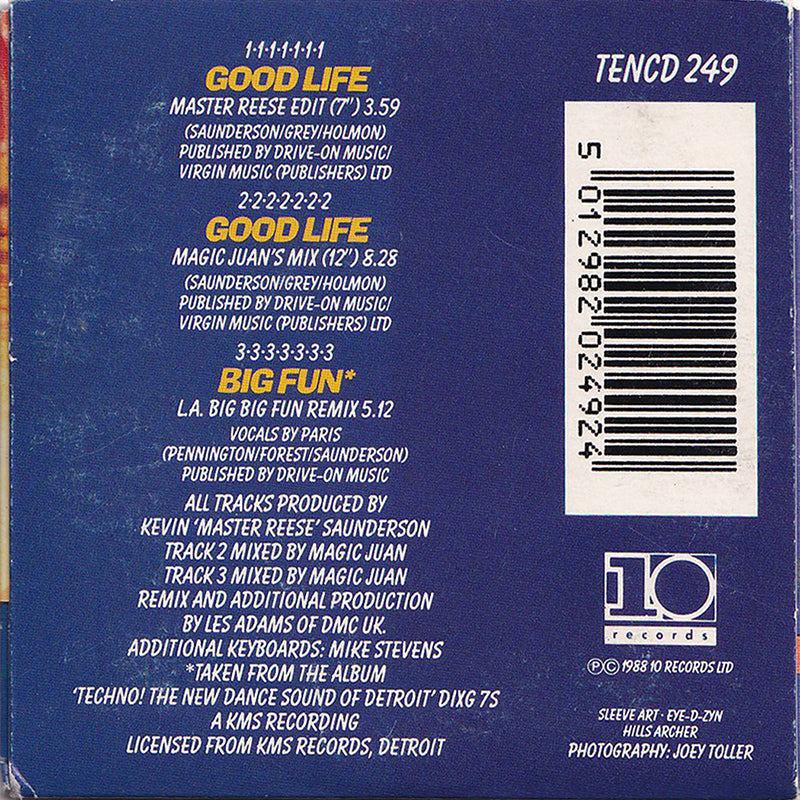 1·1·1·1·1·1·1
GOOD LIFE
MASTER REESE EDIT (7") 3.59
(SAUNDERSON/GREY/HOLMON)
PUBLISHED BY DRIVE-ON MUSIC/
VIRGIN MUSIC (PUBLISHERS) LTD
2·2·2·2·2·2·2
GOOD LIFE
MAGIC JUAN'S MIX (12") 8.28
(SAUNDERSON/GREY/HOLMON)
PUBLISHED BY DRIVE-ON MUSIC/
VIRGIN MUSIC (PUBLISHERS) LTD
3·3·3·3·3·3·3
BIG FUN*
L.A. BIG BIG FUN REMIX 5.12
VOCALS BY PARIS
(PENNINGTON/FOREST/SAUNDERSON)
PUBLISHED BY DRIVE-ON MUSIC
ALL TRACKS PRODUCED BY
KEVIN 'MASTER REESE' SAUNDERSON
TRACK 2 MIXED BY MAGIC JUAN
TRACK 3 MIXED BY MAGIC JUAN
REMIX AND ADDITIONAL PRODUCTION
BY LES ADAMS OF DMC UK.
ADDITIONAL KEYBOARDS: MIKE STEVENS
*TAKEN FROM THE ALBUM
'TECHNO! THE NEW DANCE SOUND OF DETROIT' DIXG 75
A KMS RECORDING
LICENSED FROM KMS RECORDS, DETROIT
TENCD 249
5 012982 024924
10
records
Ⓟ© 1988 10 RECORDS LTD
SLEEVE ART · EYE-D-ZYN
HILLS ARCHER
PHOTOGRAPHY: JOEY TOLLER